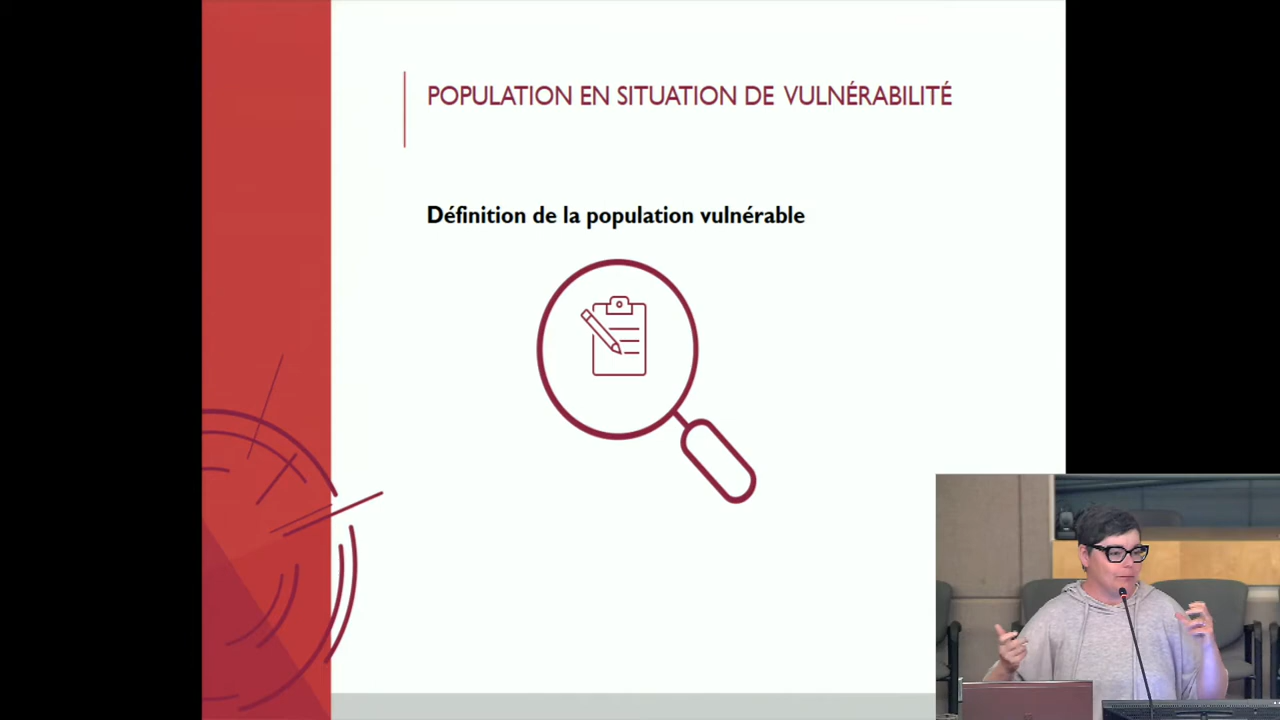 POPULATION EN SITUATION DE VULNÉRABILITÉ
Définition de la population vulnérable